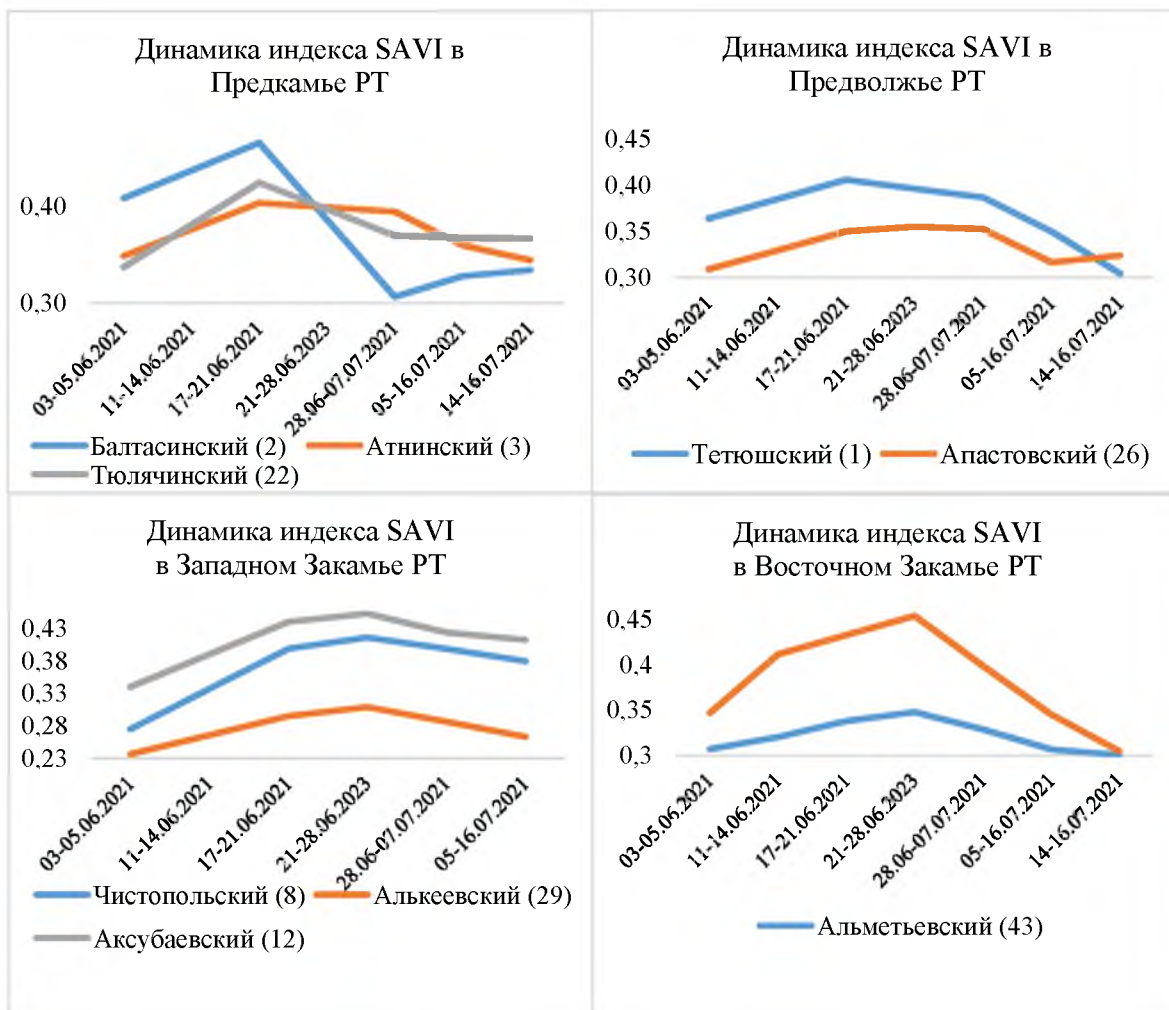 Динамика индекса SAVI в
Предкамье РТ
0,40
0,30
03-05.06.2021
11-14.06.2021
17-21.06.2021
21-28.06.2023
28.06-07.07.2021
05-16.07.2021
14-16.07.2021
Балтасинский (2)
Атнинский (3)
Тюлячинский (22)
Динамика индекса SAVI в
Предволжье РТ
0,45
0,40
0,35
0,30
03-05.06.2021
11-14.06.2021
17-21.06.2021
21-28.06.2023
28.06-07.07.2021
05-16.07.2021
14-16.07.2021
Тетюшский (1)
Апастовский (26)
Динамика индекса SAVI
в Западном Закамье РТ
0,43
0,38
0,33
0,28
0,23
03-05.06.2021
11-14.06.2021
17-21.06.2021
21-28.06.2023
28.06-07.07.2021
05-16.07.2021
Чистопольский (8)
Алькеевский (29)
Аксубаевский (12)
Динамика индекса SAVI
в Восточном Закамье РТ
0,45
0,4
0,35
0,3
03-05.06.2021
11-14.06.2021
17-21.06.2021
21-28.06.2023
28.06-07.07.2021
05-16.07.2021
14-16.07.2021
Альметьевский (43)